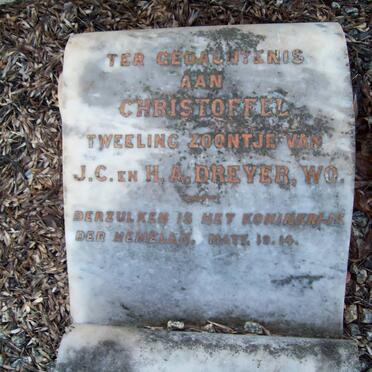 TER GEDACHTENIS
AAN
CHRISTOFFEL
TWEELING ZOONTJE VAN
J.C. EN H.A. DREYER, WO.
DERZULKEN IS HET KONINKRIJK
DER HEMELEN. MATT. 19.14.